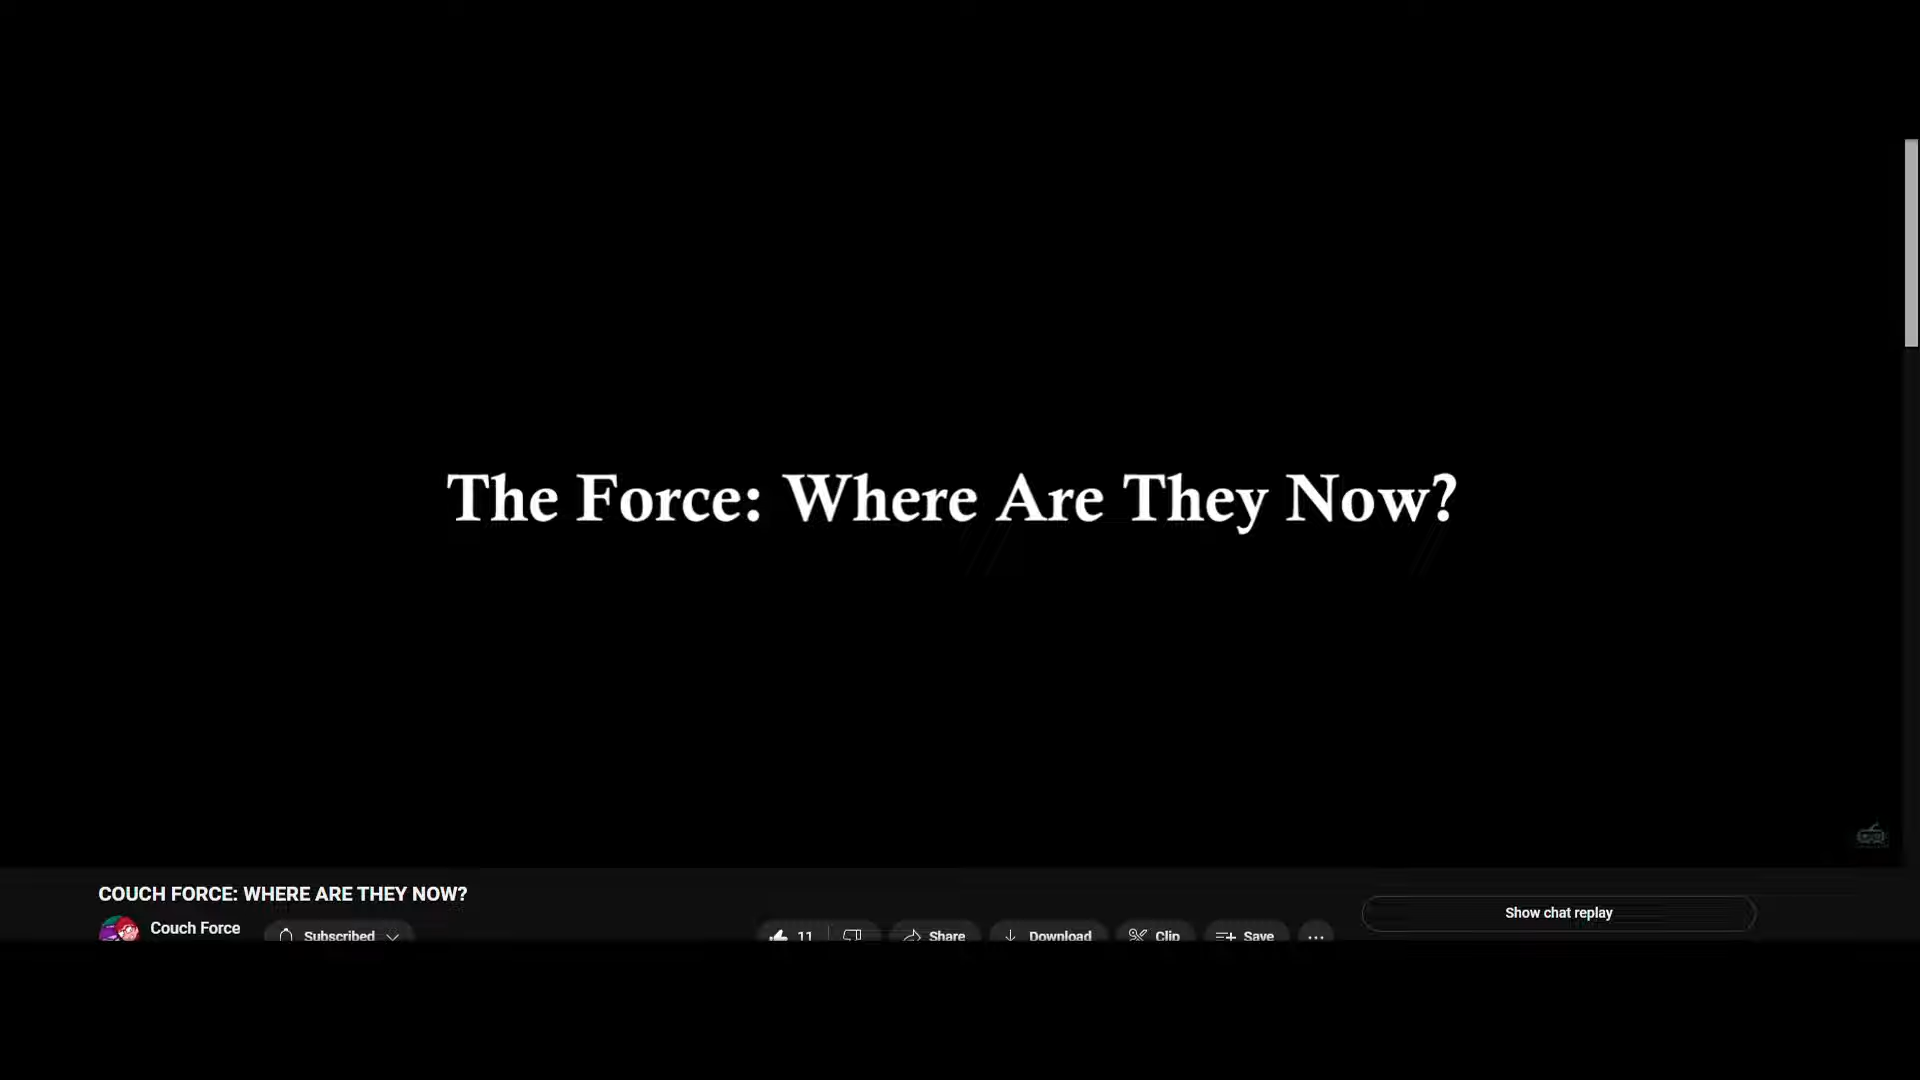 The Force: Where Are They Now?
COUCH FORCE: WHERE ARE THEY NOW?
Couch Force
Subscribed
11
Share
Download
Clip
Save
Show chat replay